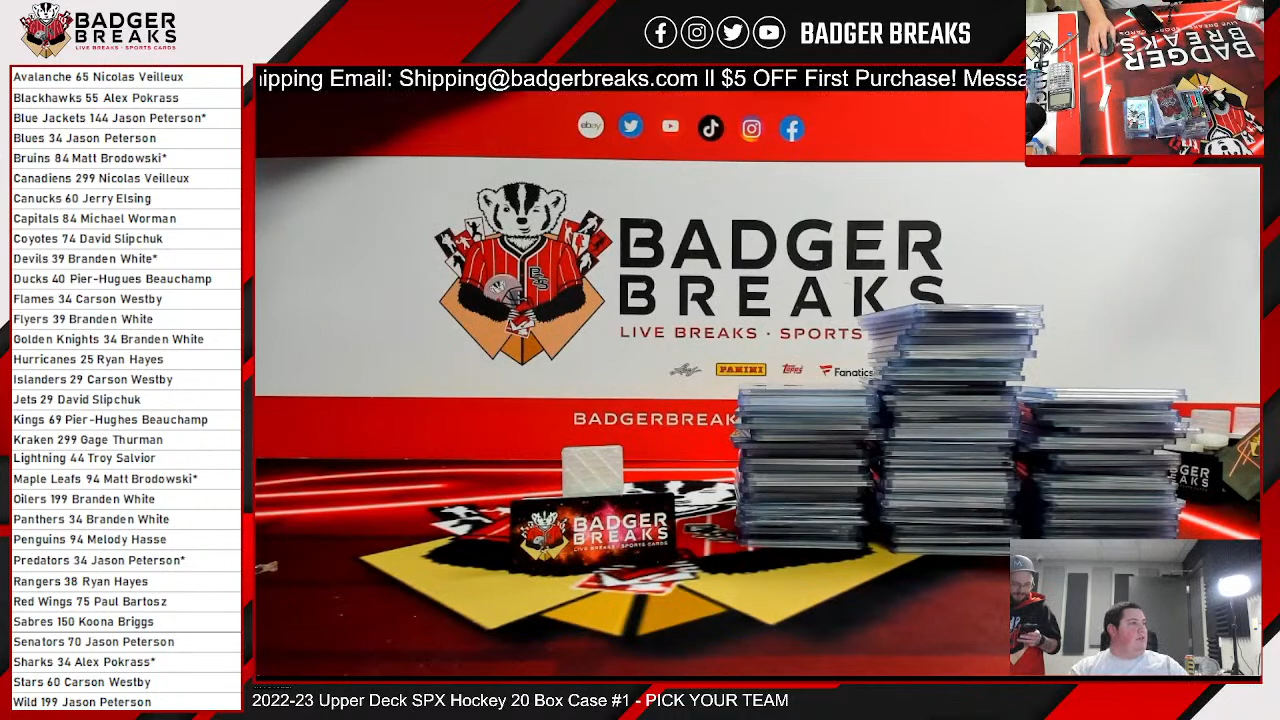 BADGER
BREAKS
LIVE BREAKS · SPORTS CARDS
BADGER BREAKS
Avalanche 65 Nicolas Veilleux
Blackhawks 55 Alex Pokrass
Blue Jackets 144 Jason Peterson*
Blues 34 Jason Peterson
Bruins 84 Matt Brodowski*
Canadiens 299 Nicolas Veilleux
Canucks 60 Jerry Elsing
Capitals 84 Michael Worman
Coyotes 74 David Slipchuk
Devils 39 Branden White*
Ducks 40 Pier-Hugues Beauchamp
Flames 34 Carson Westby
Flyers 39 Branden White
Golden Knights 34 Branden White
Hurricanes 25 Ryan Hayes
Islanders 29 Carson Westby
Jets 29 David Slipchuk
Kings 69 Pier-Hughes Beauchamp
Kraken 299 Gage Thurman
Lightning 44 Troy Salvior
Maple Leafs 94 Matt Brodowski*
Oilers 199 Branden White
Panthers 34 Branden White
Penguins 94 Melody Hasse
Predators 34 Jason Peterson*
Rangers 38 Ryan Hayes
Red Wings 75 Paul Bartosz
Sabres 150 Koona Briggs
Senators 70 Jason Peterson
Sharks 34 Alex Pokrass*
Stars 60 Carson Westby
Wild 199 Jason Peterson
ipping Email: Shipping@badgerbreaks.com ll $5 OFF First Purchase! Messa
ebay
BADGER
BREAKS
LIVE BREAKS · SPORTS
Leaf PANINI Topps Fanatics
BADGERBREAK
BADGER
BREAKS
LIVE BREAKS · SPORTS CARDS
BADGER
BREAKS
2022-23 Upper Deck SPX Hockey 20 Box Case #1 - PICK YOUR TEAM